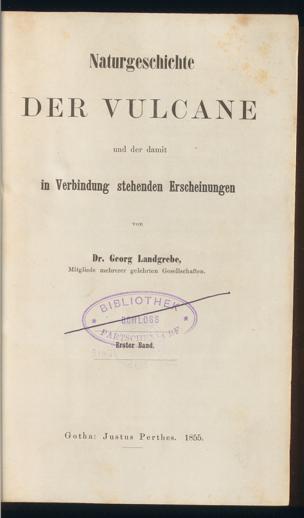 Naturgeschichte
DER VULCANE
und der damit
in Verbindung stehenden Erscheinungen
von
Dr. Georg Landgrebe,
Mitgliede mehrerer gelehrten Gesellschaften.
BIBLIOTHEK
SCHLOSS
Erster Band.
Gotha: Justus Perthes. 1855.